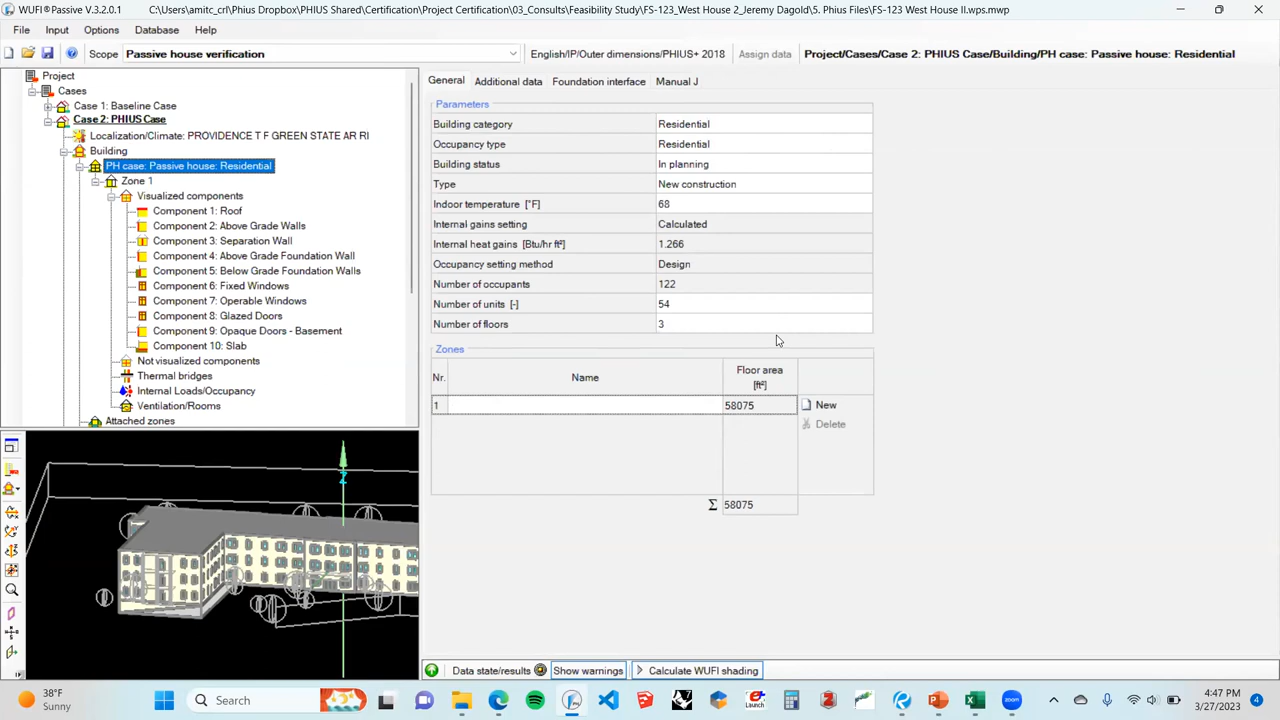 WUFI®Passive V.3.2.0.1 C:\Users\amitc_crl\Phius Dropbox\PHIUS Shared\Certification\Project Certification\03_Consults\Feasibility Study\FS-123_West House 2_Jeremy Dagold\5. Phius Files\FS-123 West House II.wps.mwp
File Input Options Database Help
Scope Passive house verification English/IP/Outer dimensions/PHIUS+ 2018 Assign data Project/Cases/Case 2: PHIUS Case/Building/PH case: Passive house: Residential
Project
Cases
Case 1: Baseline Case
Case 2: PHIUS Case
Localization/Climate: PROVIDENCE T F GREEN STATE AR RI
Building
PH case: Passive house: Residential
Zone 1
Visualized components
Component 1: Roof
Component 2: Above Grade Walls
Component 3: Separation Wall
Component 4: Above Grade Foundation Wall
Component 5: Below Grade Foundation Walls
Component 6: Fixed Windows
Component 7: Operable Windows
Component 8: Glazed Doors
Component 9: Opaque Doors - Basement
Component 10: Slab
Not visualized components
Thermal bridges
Internal Loads/Occupancy
Ventilation/Rooms
Attached zones
General Additional data Foundation interface Manual J
Parameters
Building category Residential
Occupancy type Residential
Building status In planning
Type New construction
Indoor temperature [°F] 68
Internal gains setting Calculated
Internal heat gains [Btu/hr ft²] 1.266
Occupancy setting method Design
Number of occupants 122
Number of units [-] 54
Number of floors 3
Zones
Nr. Name Floor area [ft²]
1 58075 New
Delete
Σ 58075
Z
Data state/results Show warnings Calculate WUFI shading
38°F
Sunny
Search
Launch
4:47 PM
3/27/2023
4